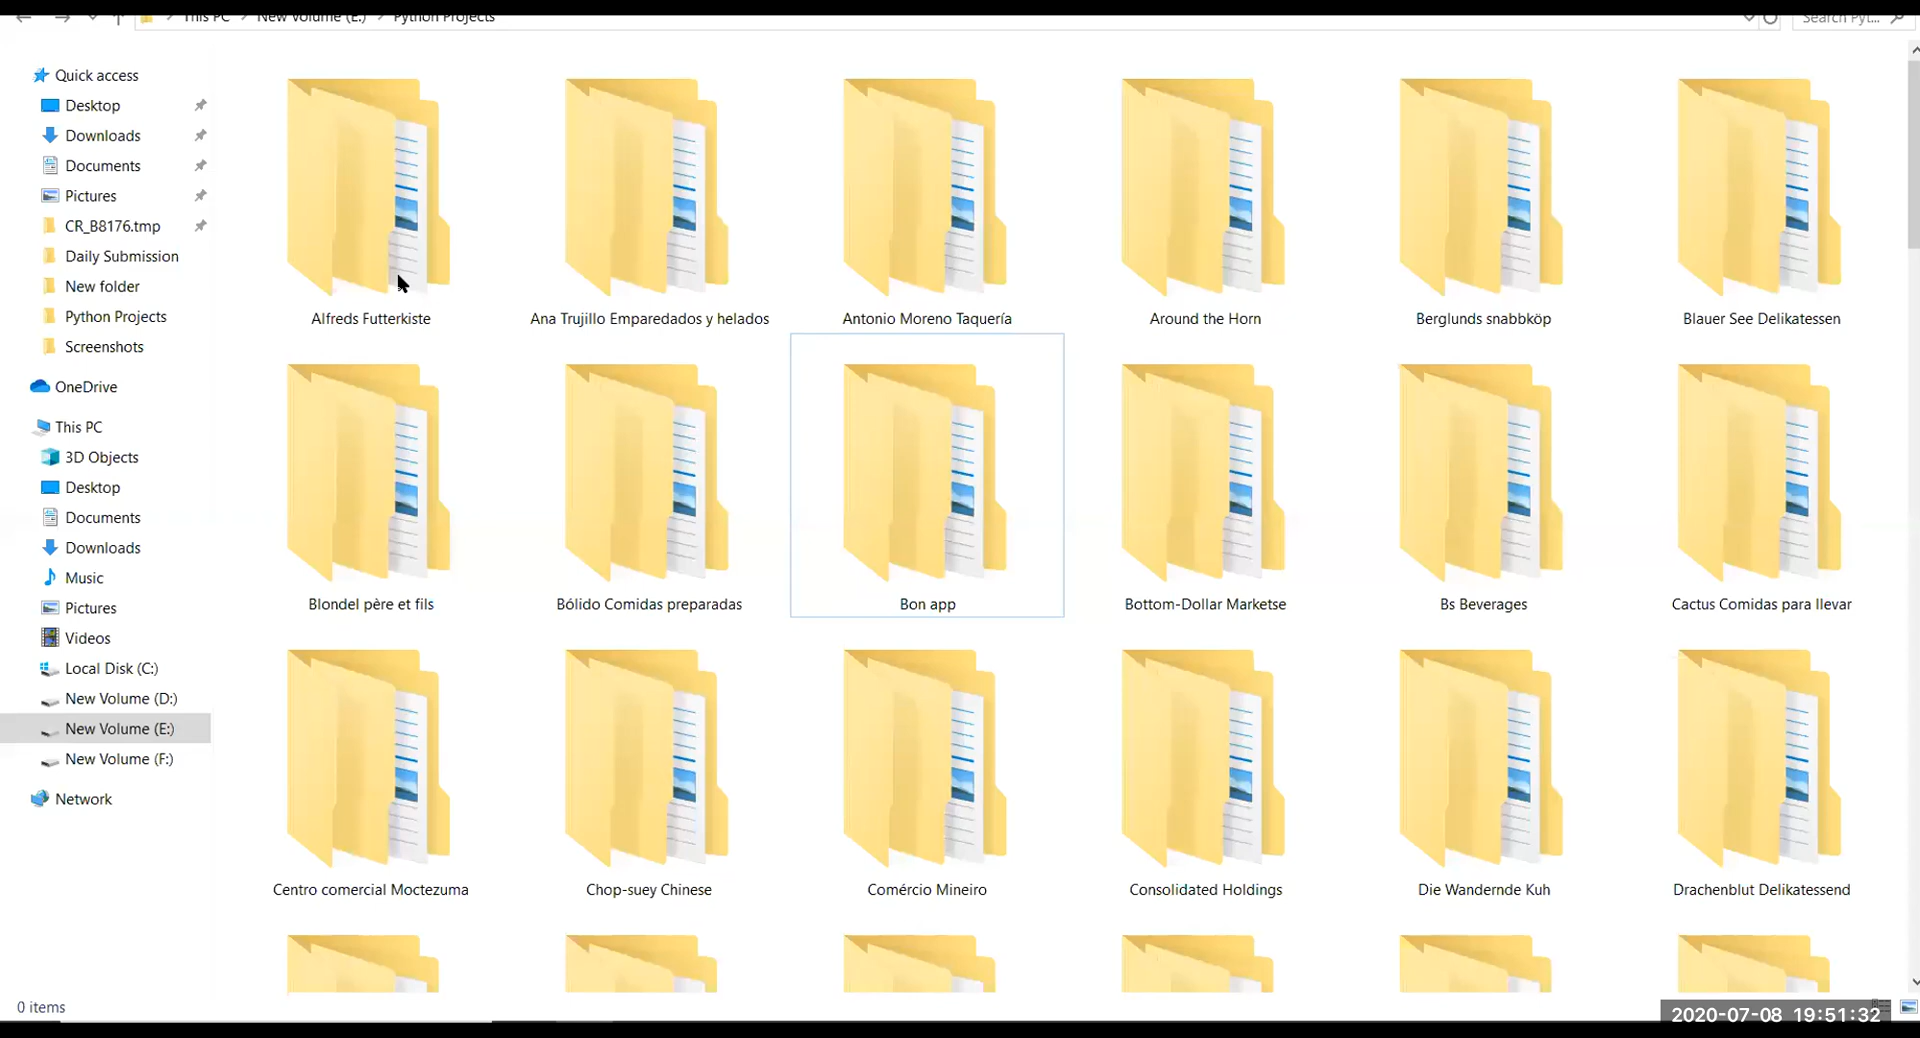 This PC
New Volume (E:)
Python Projects
Search Pyt...
Quick access
Desktop
Downloads
Documents
Pictures
CR_B8176.tmp
Daily Submission
New folder
Python Projects
Screenshots
OneDrive
This PC
3D Objects
Desktop
Documents
Downloads
Music
Pictures
Videos
Local Disk (C:)
New Volume (D:)
New Volume (E:)
New Volume (F:)
Network
Alfreds Futterkiste
Ana Trujillo Emparedados y helados
Antonio Moreno Taquería
Around the Horn
Berglunds snabbköp
Blauer See Delikatessen
Blondel père et fils
Bólido Comidas preparadas
Bon app
Bottom-Dollar Marketse
Bs Beverages
Cactus Comidas para llevar
Centro comercial Moctezuma
Chop-suey Chinese
Comércio Mineiro
Consolidated Holdings
Die Wandernde Kuh
Drachenblut Delikatessend
0 items
2020-07-08 19:51:32